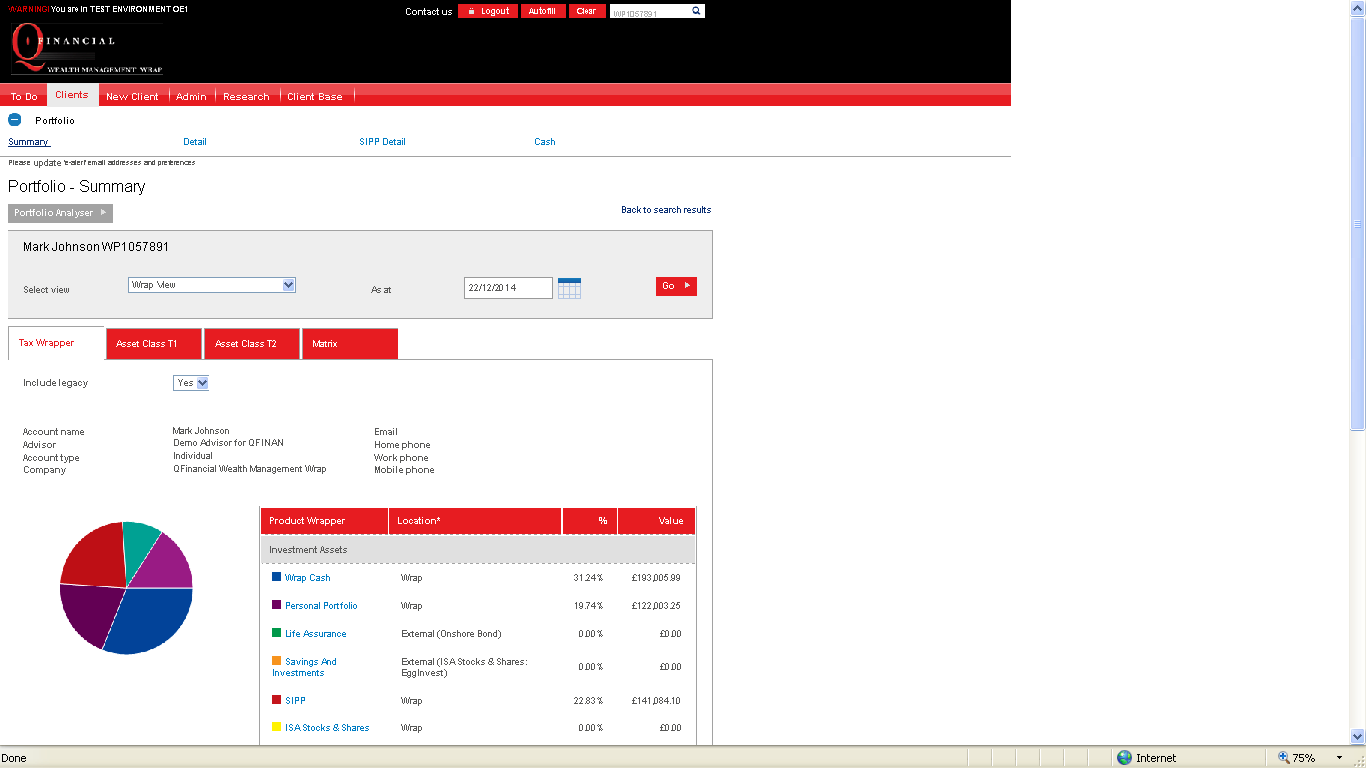 WARNING! You are in TEST ENVIRONMENT OE1
Contact us Logout Autofill Clear WP1057891
QFINANCIAL
WEALTH MANAGEMENT WRAP
To Do Clients New Client Admin Research Client Base
Portfolio
Summary Detail SIPP Detail Cash
Please update 'e-alert' email addresses and preferences
Portfolio - Summary
Portfolio Analyser
Back to search results
Mark Johnson WP1057891
Select view Wrap View As at 22/12/2014 Go
Tax Wrapper Asset Class T1 Asset Class T2 Matrix
Include legacy Yes
Account name Mark Johnson Email
Advisor Demo Advisor for QFINAN Home phone
Account type Individual Work phone
Company QFinancial Wealth Management Wrap Mobile phone
Product Wrapper Location* % Value
Investment Assets
Wrap Cash Wrap 31.24% £193,005.99
Personal Portfolio Wrap 19.74% £122,003.25
Life Assurance External (Onshore Bond) 0.00% £0.00
Savings And External (ISA Stocks & Shares: 0.00% £0.00
Investments EggInvest)
SIPP Wrap 22.83% £141,084.10
ISA Stocks & Shares Wrap 0.00% £0.00
Done Internet 75%